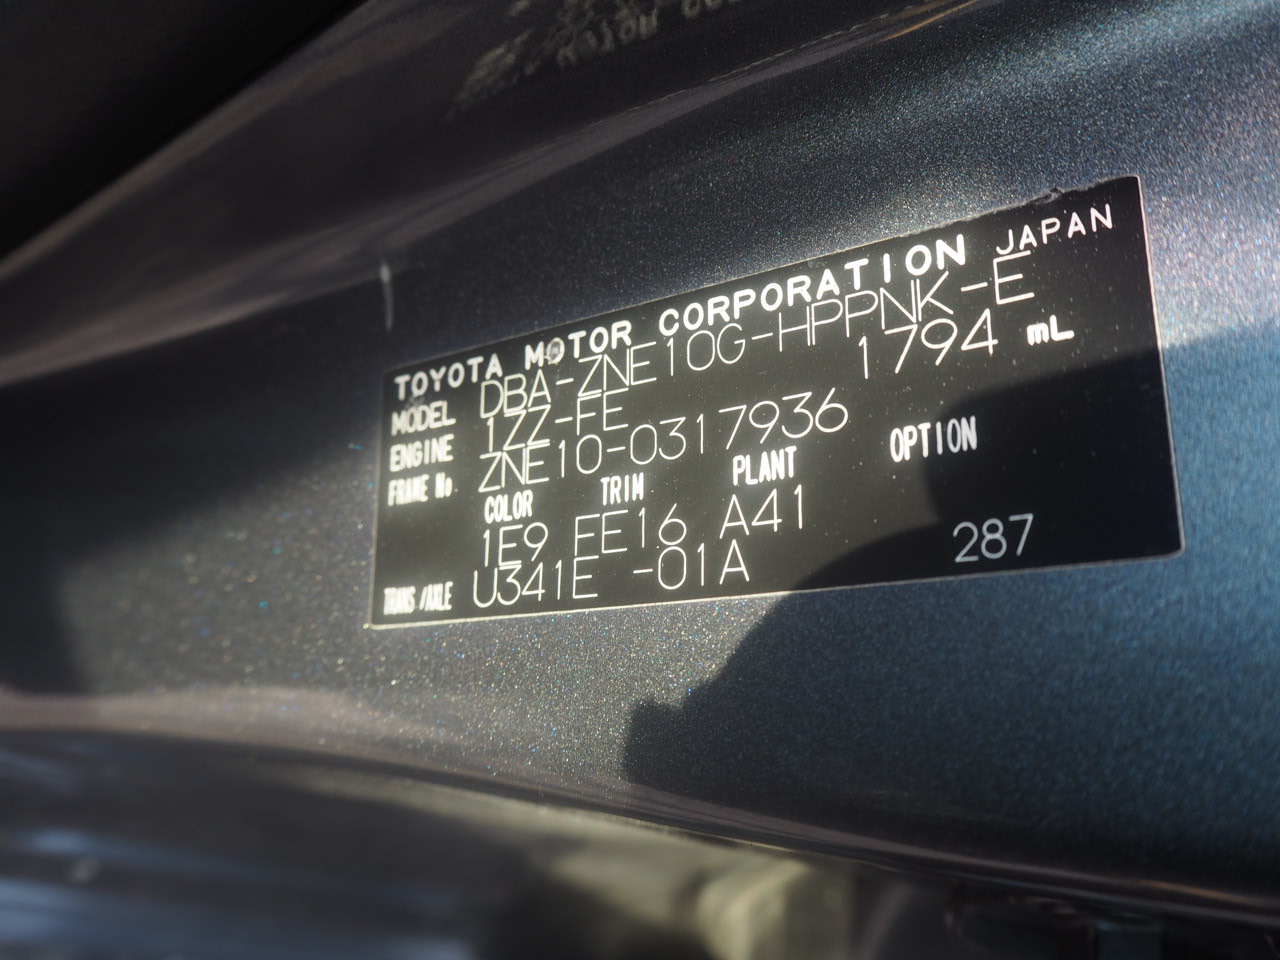 TOYOTA MOTOR CORPORATION JAPAN
MODEL DBA-ZNE10G-HPPNK-E
ENGINE 1ZZ-FE 1794 mL
FRAME No ZNE10-0317936
COLOR TRIM PLANT OPTION
1E9 EE16 A41
TRANS/AXLE U341E -01A 287